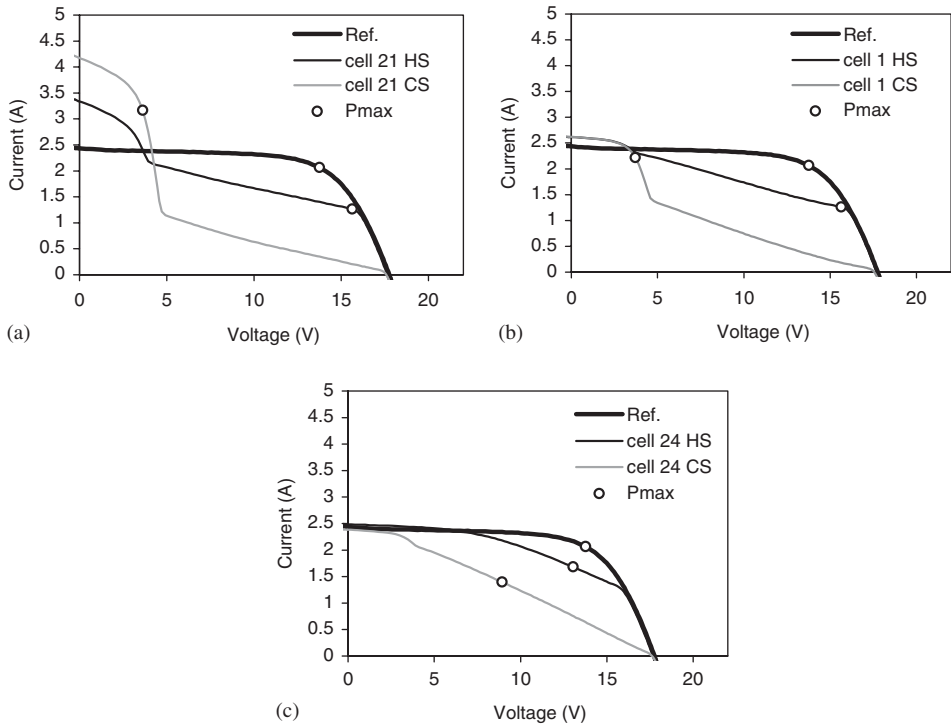 5
4.5
4
3.5
3
2.5
2
1.5
1
0.5
0
Current (A)
Ref.
cell 21 HS
cell 21 CS
Pmax
0 5 10 15 20
Voltage (V)
(a)
5
4.5
4
3.5
3
2.5
2
1.5
1
0.5
0
Current (A)
Ref.
cell 1 HS
cell 1 CS
Pmax
0 5 10 15 20
Voltage (V)
(b)
5
4.5
4
3.5
3
2.5
2
1.5
1
0.5
0
Current (A)
Ref.
cell 24 HS
cell 24 CS
Pmax
0 5 10 15 20
Voltage (V)
(c)